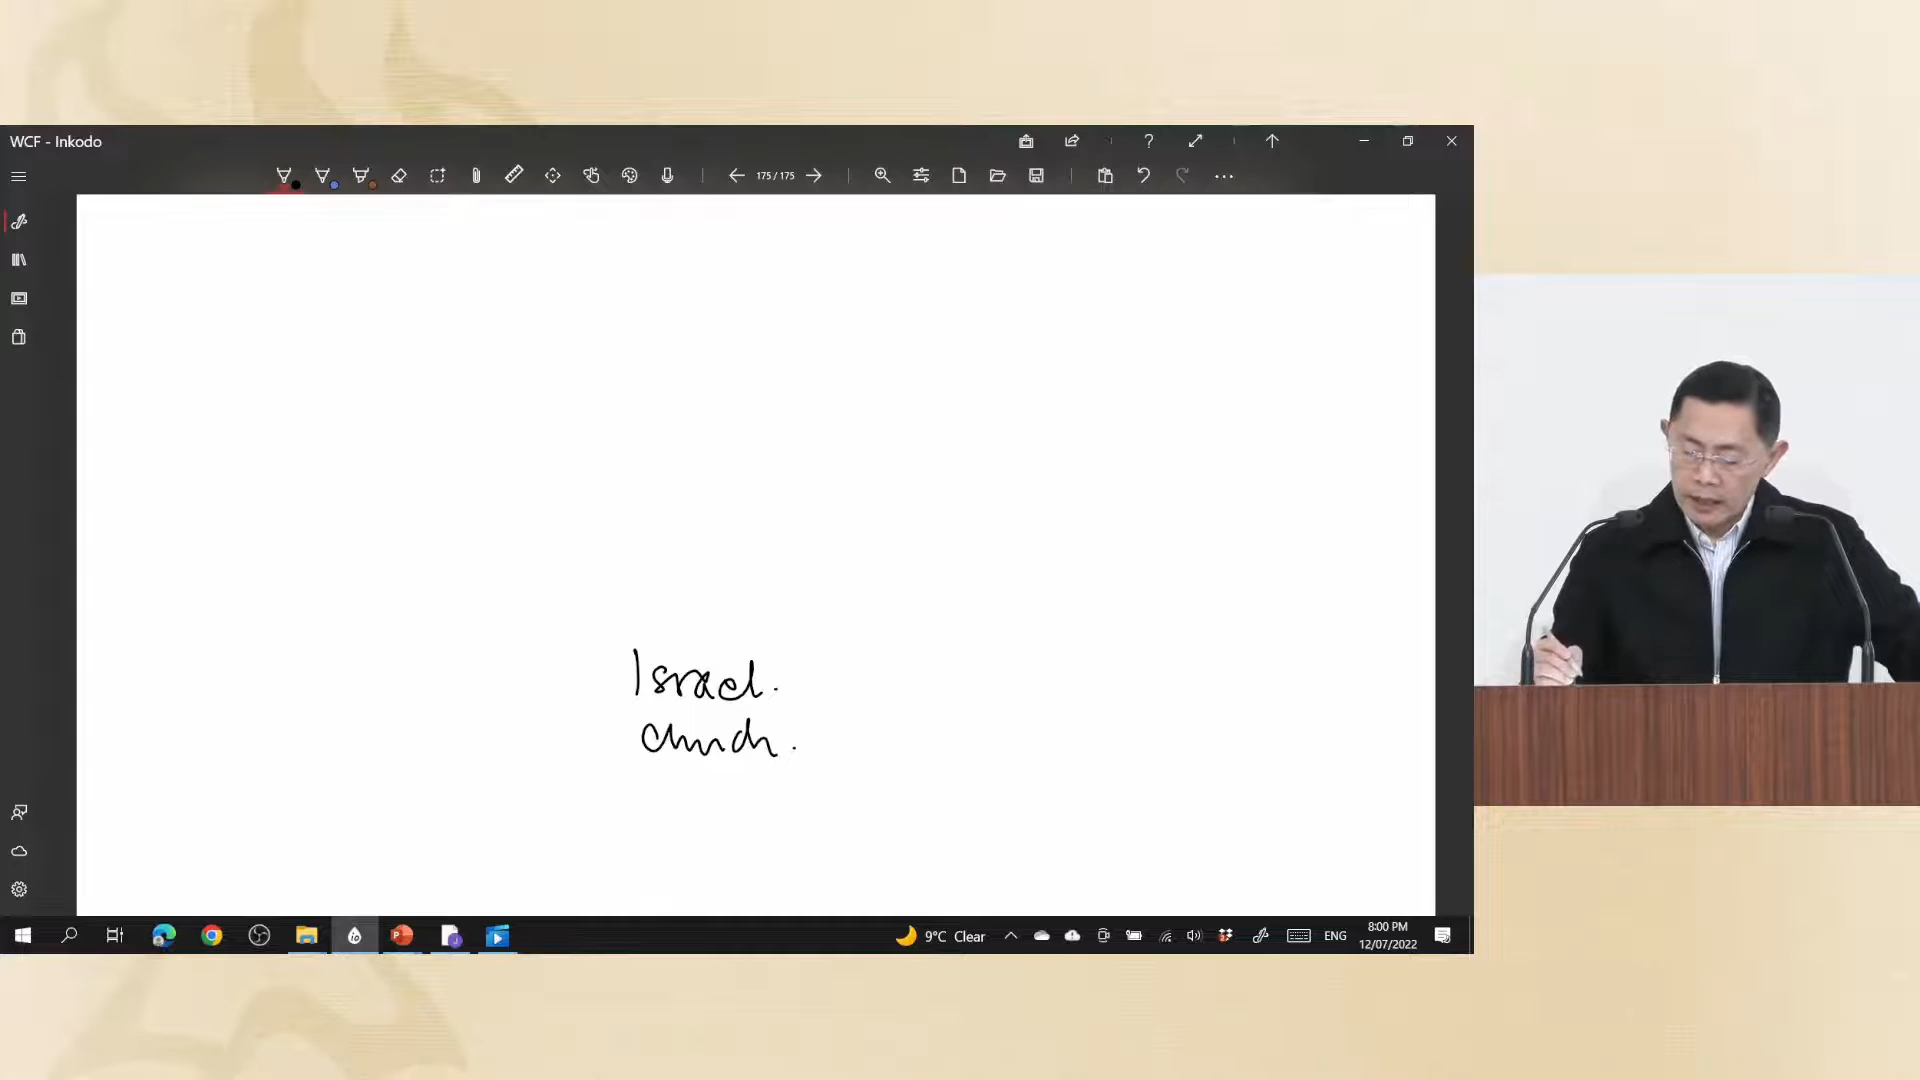 WCF - Inkodo
175 / 175
Israel.
church.
9°C Clear
ENG
8:00 PM
12/07/2022